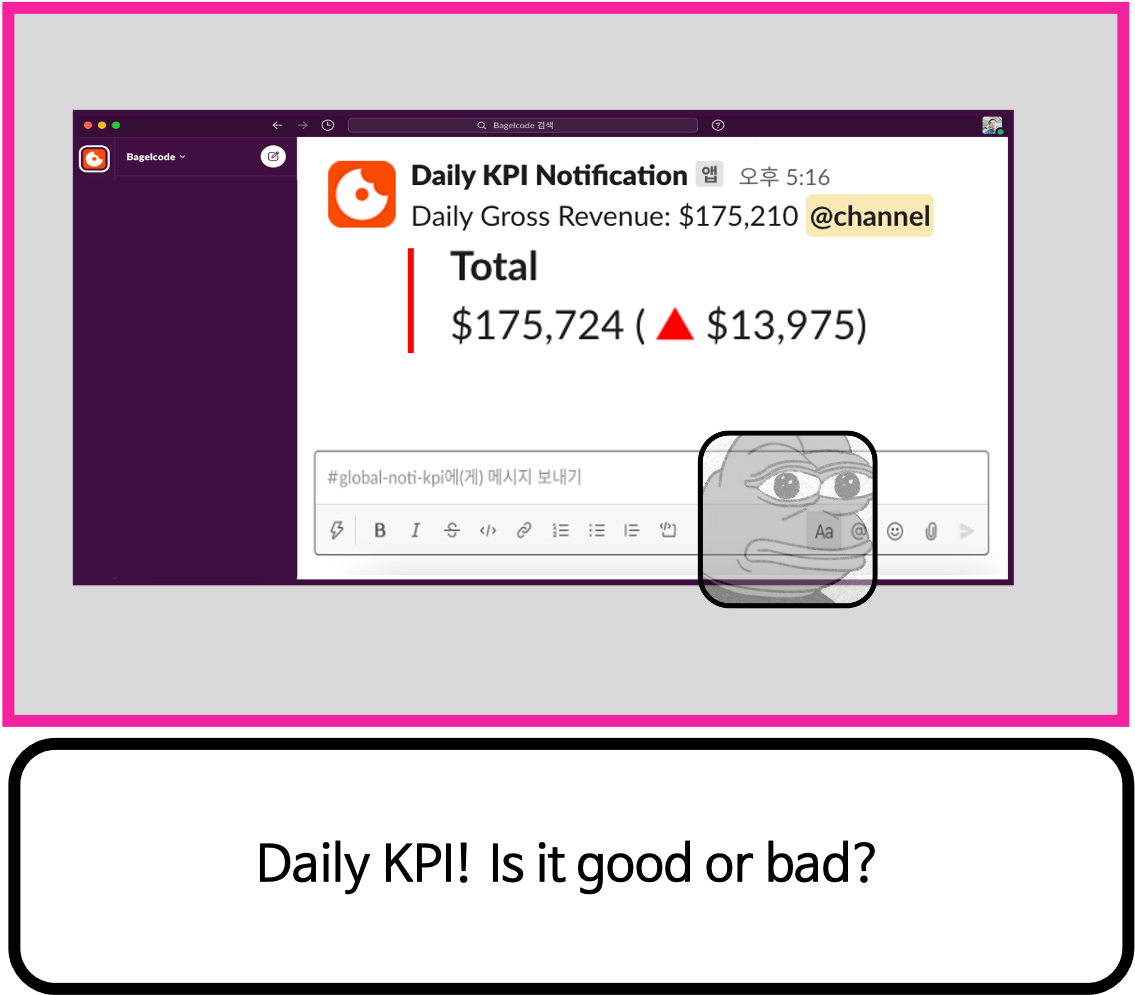 Bagelcode 검색
Bagelcode
Daily KPI Notification 앱 오후 5:16
Daily Gross Revenue: $175,210 @channel
Total
$175,724 ( ▲ $13,975)
#global-noti-kpi에(게) 메시지 보내기
B I S </> Aa @
Daily KPI! Is it good or bad?